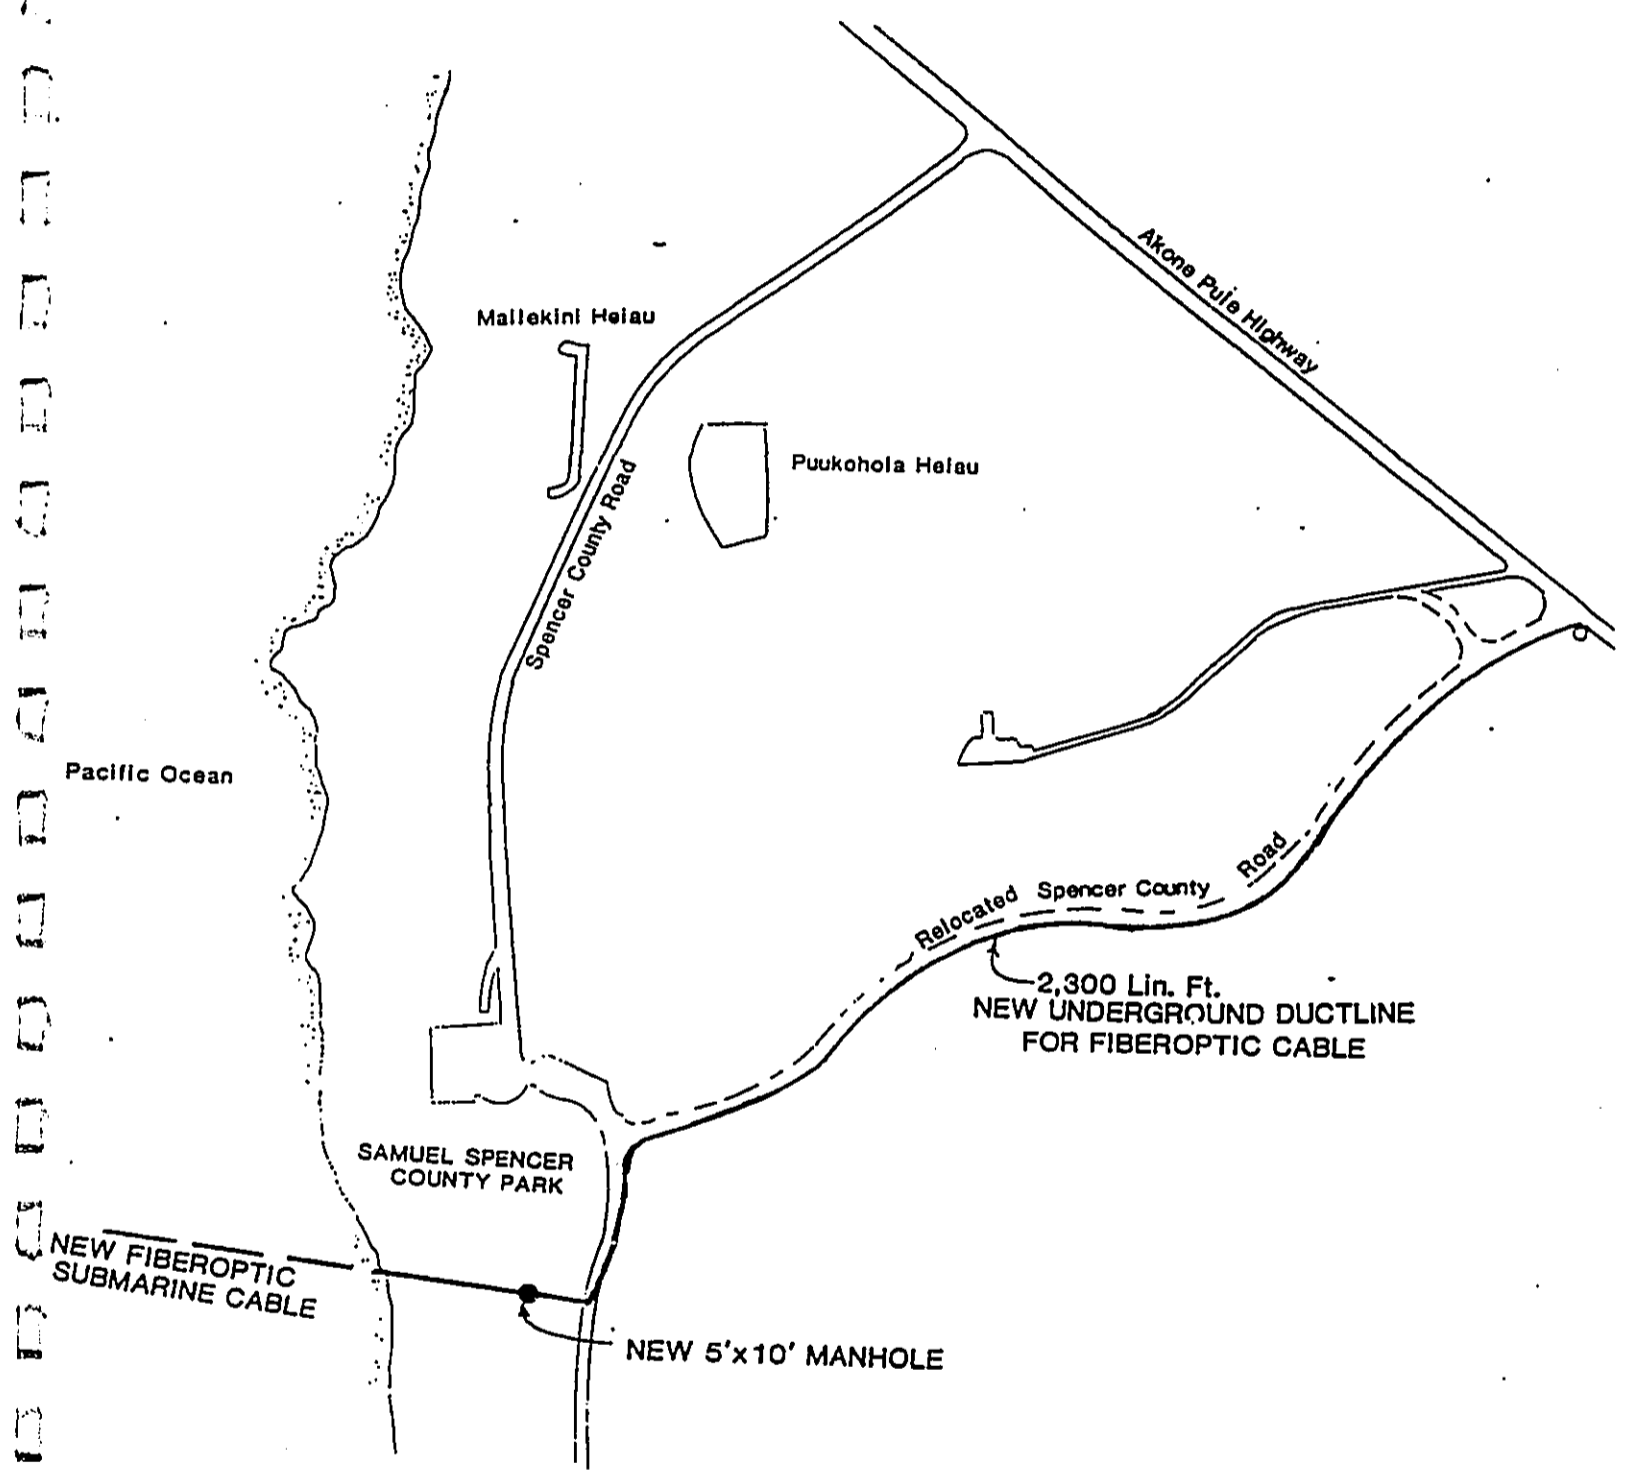 Akone Pule Highway
Mailekini Heiau
Puukohola Heiau
Spencer County Road
Pacific Ocean
Relocated Spencer County Road
2,300 Lin. Ft.
NEW UNDERGROUND DUCTLINE
FOR FIBEROPTIC CABLE
SAMUEL SPENCER
COUNTY PARK
NEW FIBEROPTIC
SUBMARINE CABLE
NEW 5'x10' MANHOLE